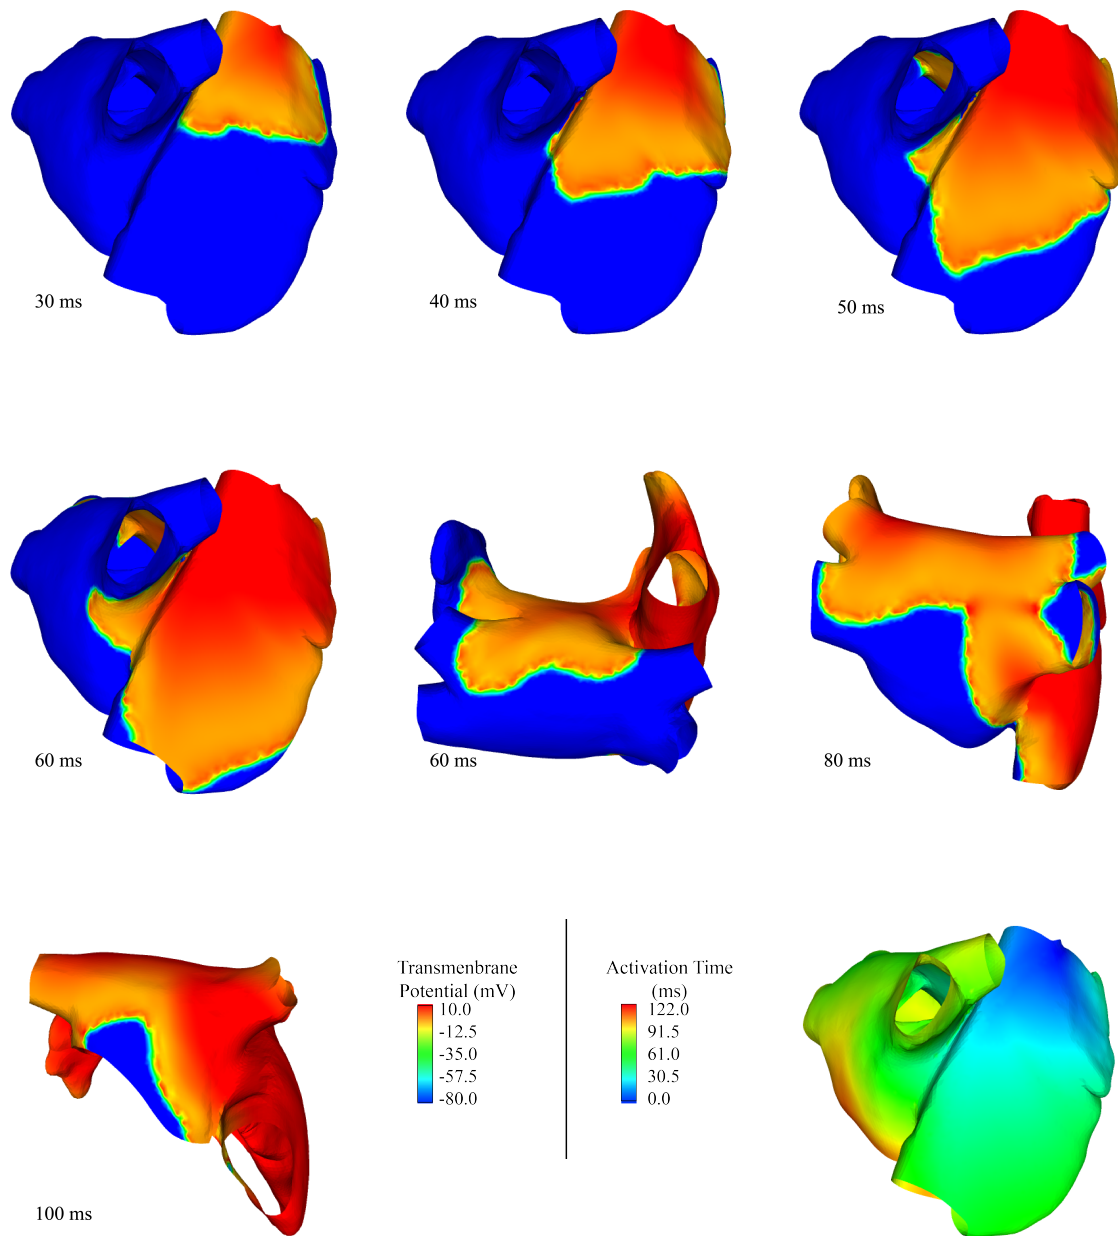 30 ms
40 ms
50 ms
60 ms
60 ms
80 ms
Transmenbrane
Potential (mV)
10.0
-12.5
-35.0
-57.5
-80.0
Activation Time
(ms)
122.0
91.5
61.0
30.5
0.0
100 ms